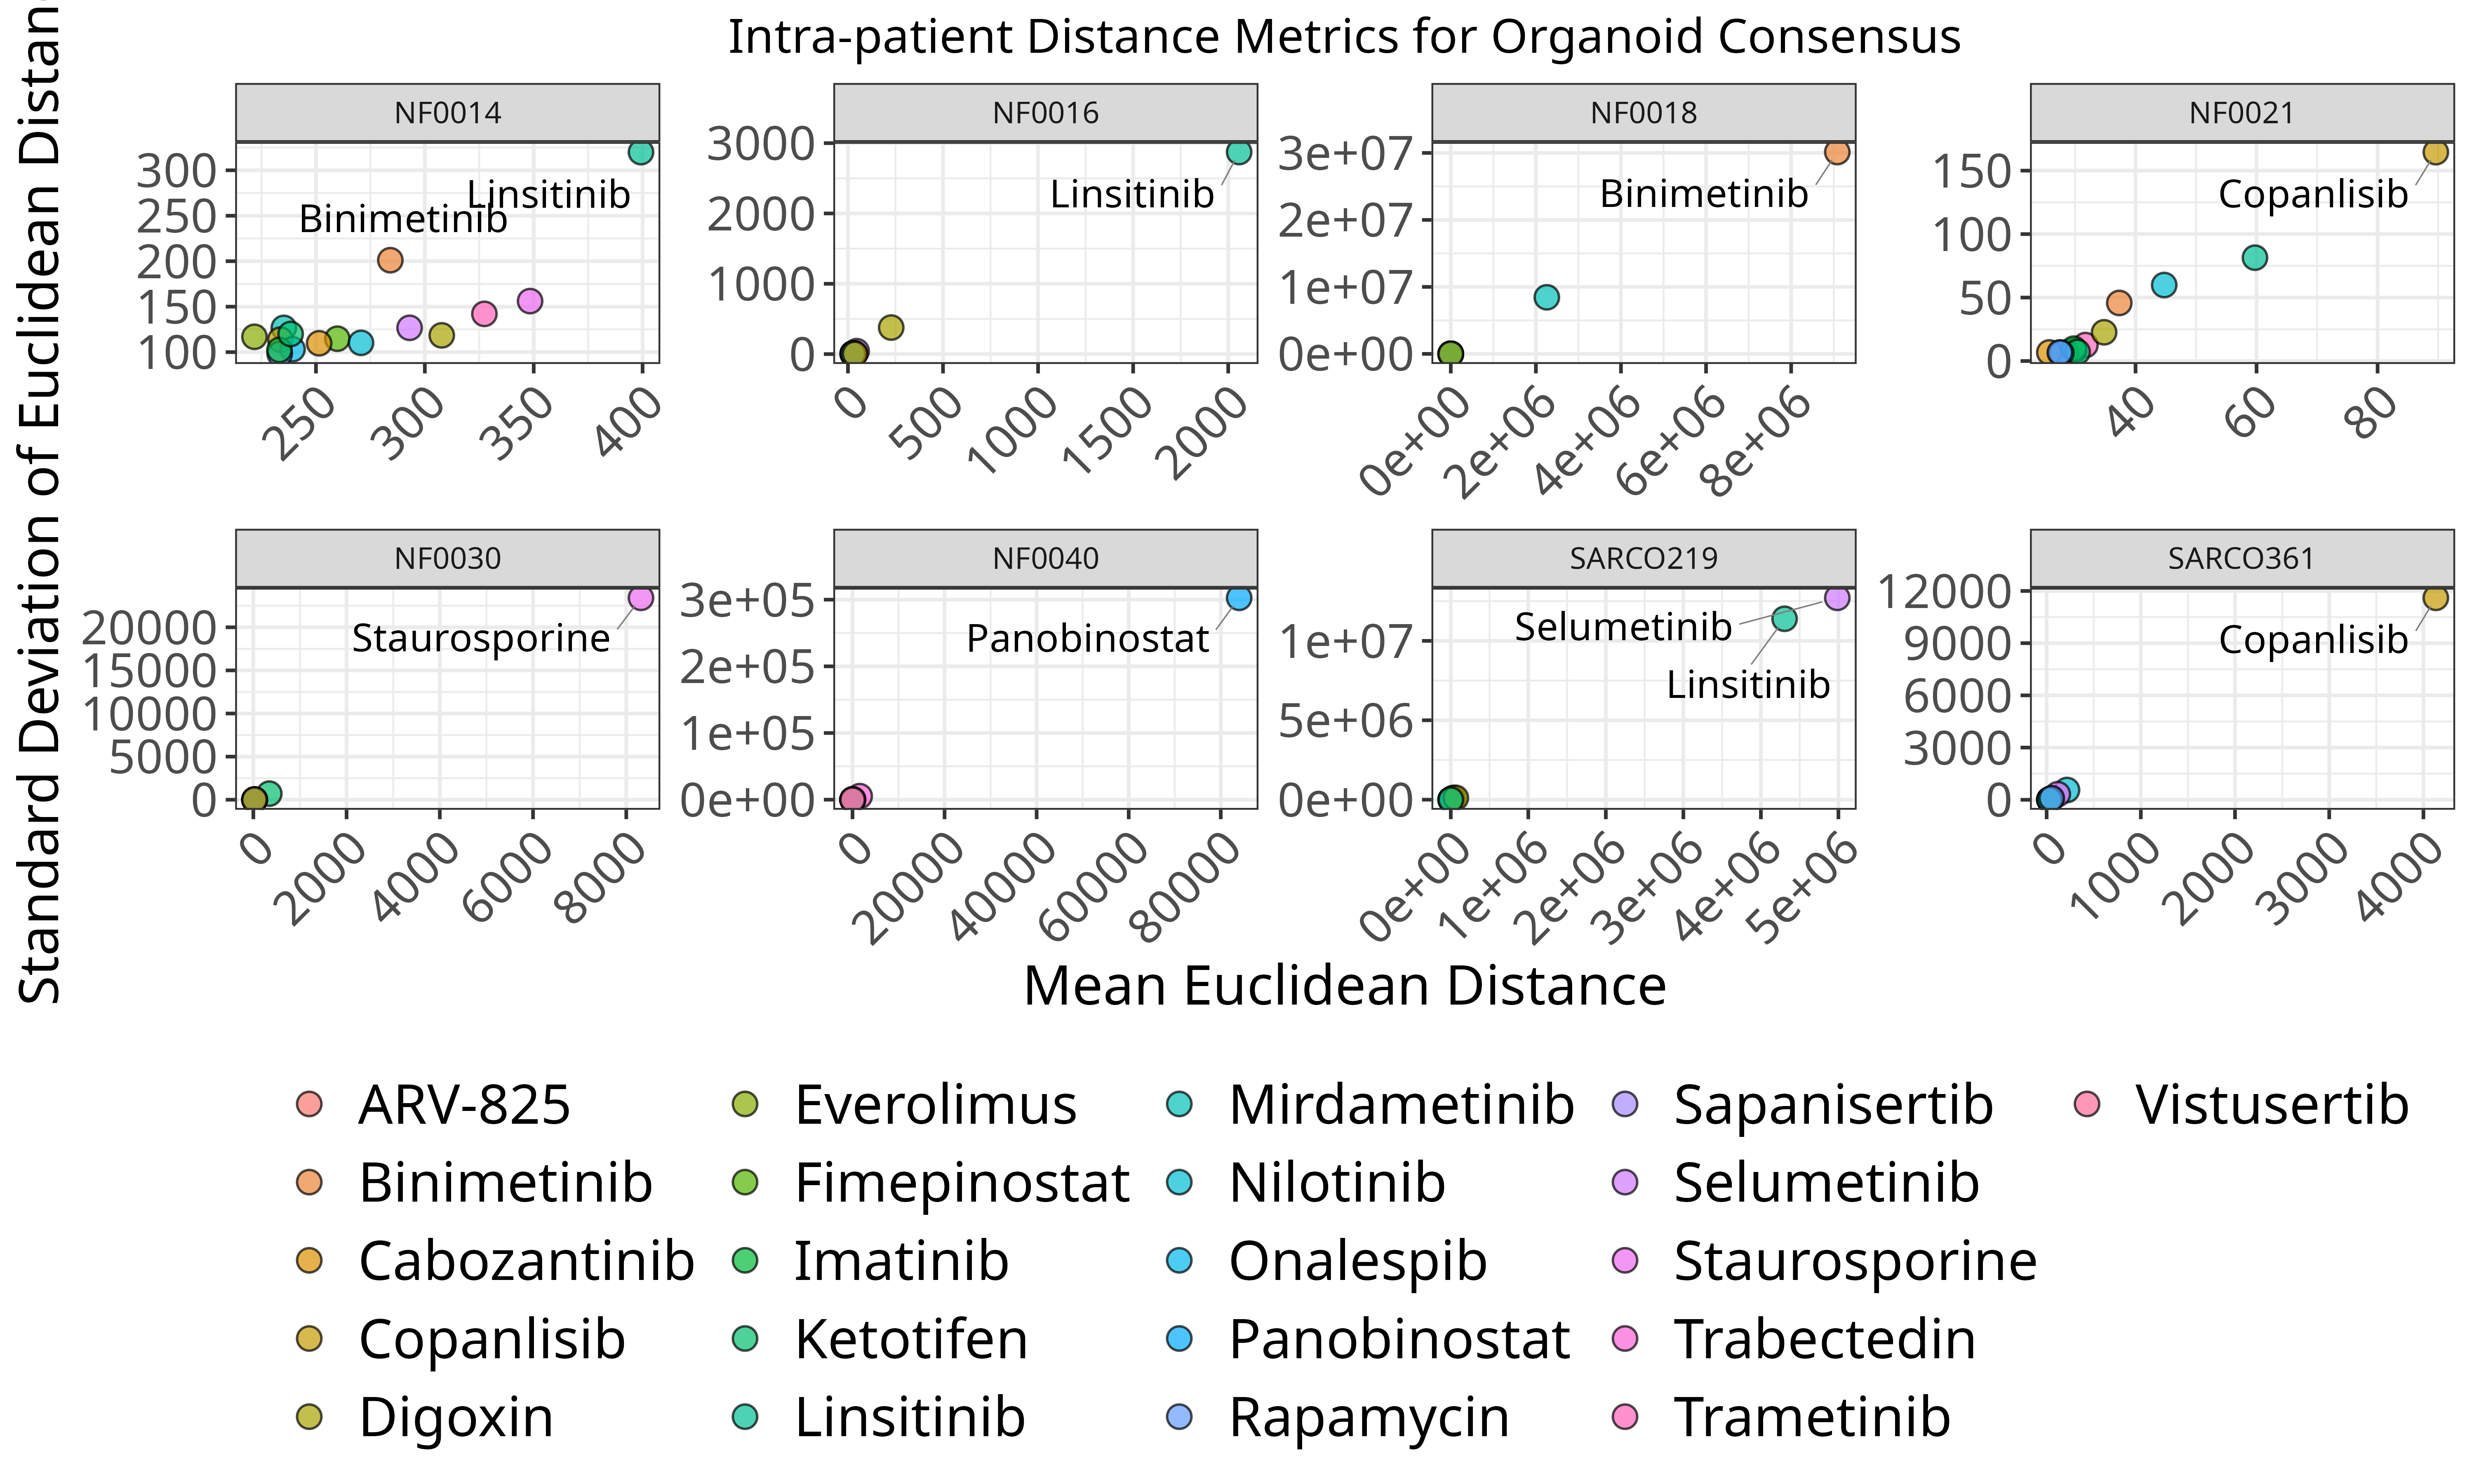 Intra-patient Distance Metrics for Organoid Consensus
Standard Deviation of Euclidean Distan
NF0014
300
250
200
150
100
Linsitinib
Binimetinib
250
300
350
400
NF0016
3000
2000
1000
0
Linsitinib
0
500
1000
1500
2000
NF0018
3e+07
2e+07
1e+07
0e+00
Binimetinib
0e+00
2e+06
4e+06
6e+06
8e+06
NF0021
150
100
50
0
Copanlisib
40
60
80
NF0030
20000
15000
10000
5000
0
Staurosporine
0
2000
4000
6000
8000
NF0040
3e+05
2e+05
1e+05
0e+00
Panobinostat
0
20000
40000
60000
80000
SARCO219
1e+07
5e+06
0e+00
Selumetinib
Linsitinib
0e+00
1e+06
2e+06
3e+06
4e+06
5e+06
SARCO361
12000
9000
6000
3000
0
Copanlisib
0
1000
2000
3000
4000
Mean Euclidean Distance
ARV-825
Binimetinib
Cabozantinib
Copanlisib
Digoxin
Everolimus
Fimepinostat
Imatinib
Ketotifen
Linsitinib
Mirdametinib
Nilotinib
Onalespib
Panobinostat
Rapamycin
Sapanisertib
Selumetinib
Staurosporine
Trabectedin
Trametinib
Vistusertib